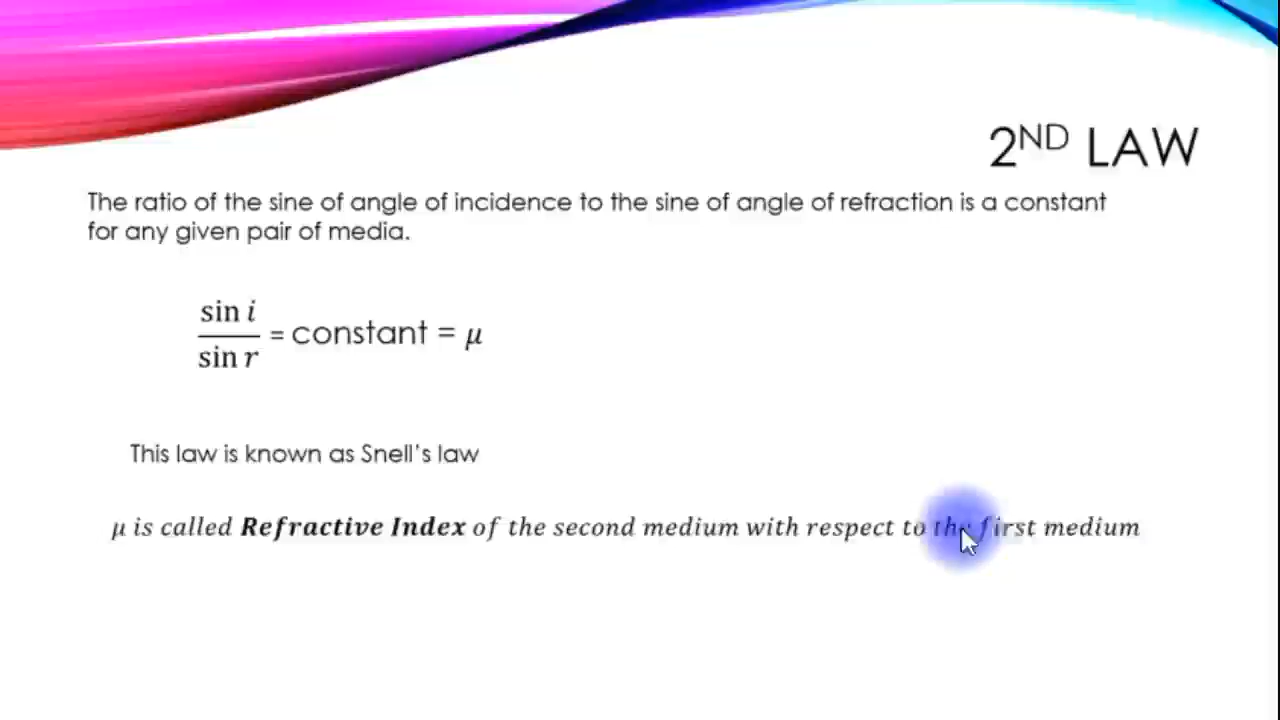 2ND LAW
The ratio of the sine of angle of incidence to the sine of angle of refraction is a constant
for any given pair of media.
sin i
sin r
= constant = μ
This law is known as Snell's law
μ is called Refractive Index of the second medium with respect to the first medium